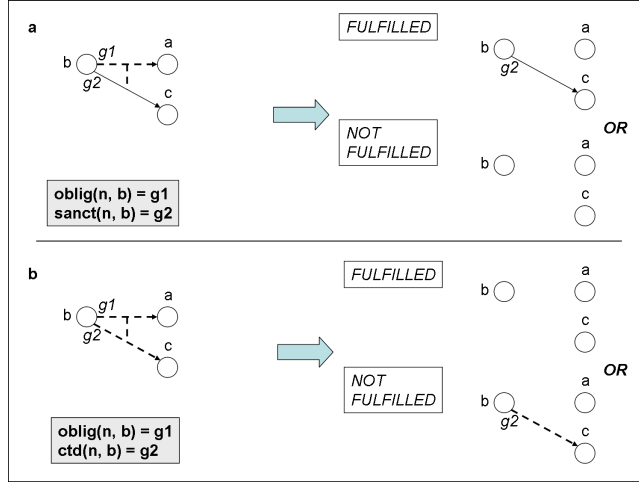 a
FULFILLED
a
b
g1
g2
c
a
b
g2
c
OR
NOT
FULFILLED
a
b
c
oblig(n, b) = g1
sanct(n, b) = g2
b
FULFILLED
a
b
g1
g2
c
a
b
c
OR
NOT
FULFILLED
a
b
g2
c
oblig(n, b) = g1
ctd(n, b) = g2